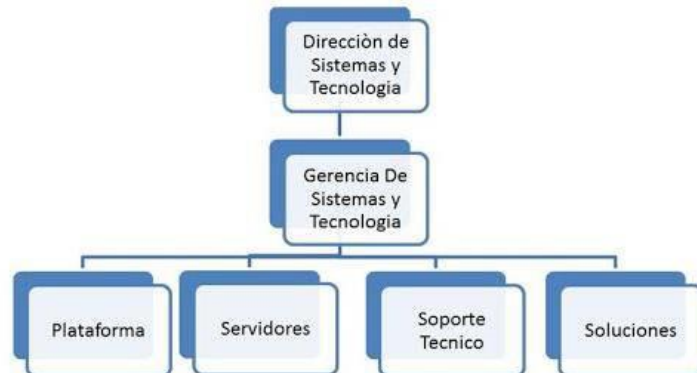 Direcciòn de
Sistemas y
Tecnologia
Gerencia De
Sistemas y
Tecnologia
Plataforma
Servidores
Soporte
Tecnico
Soluciones